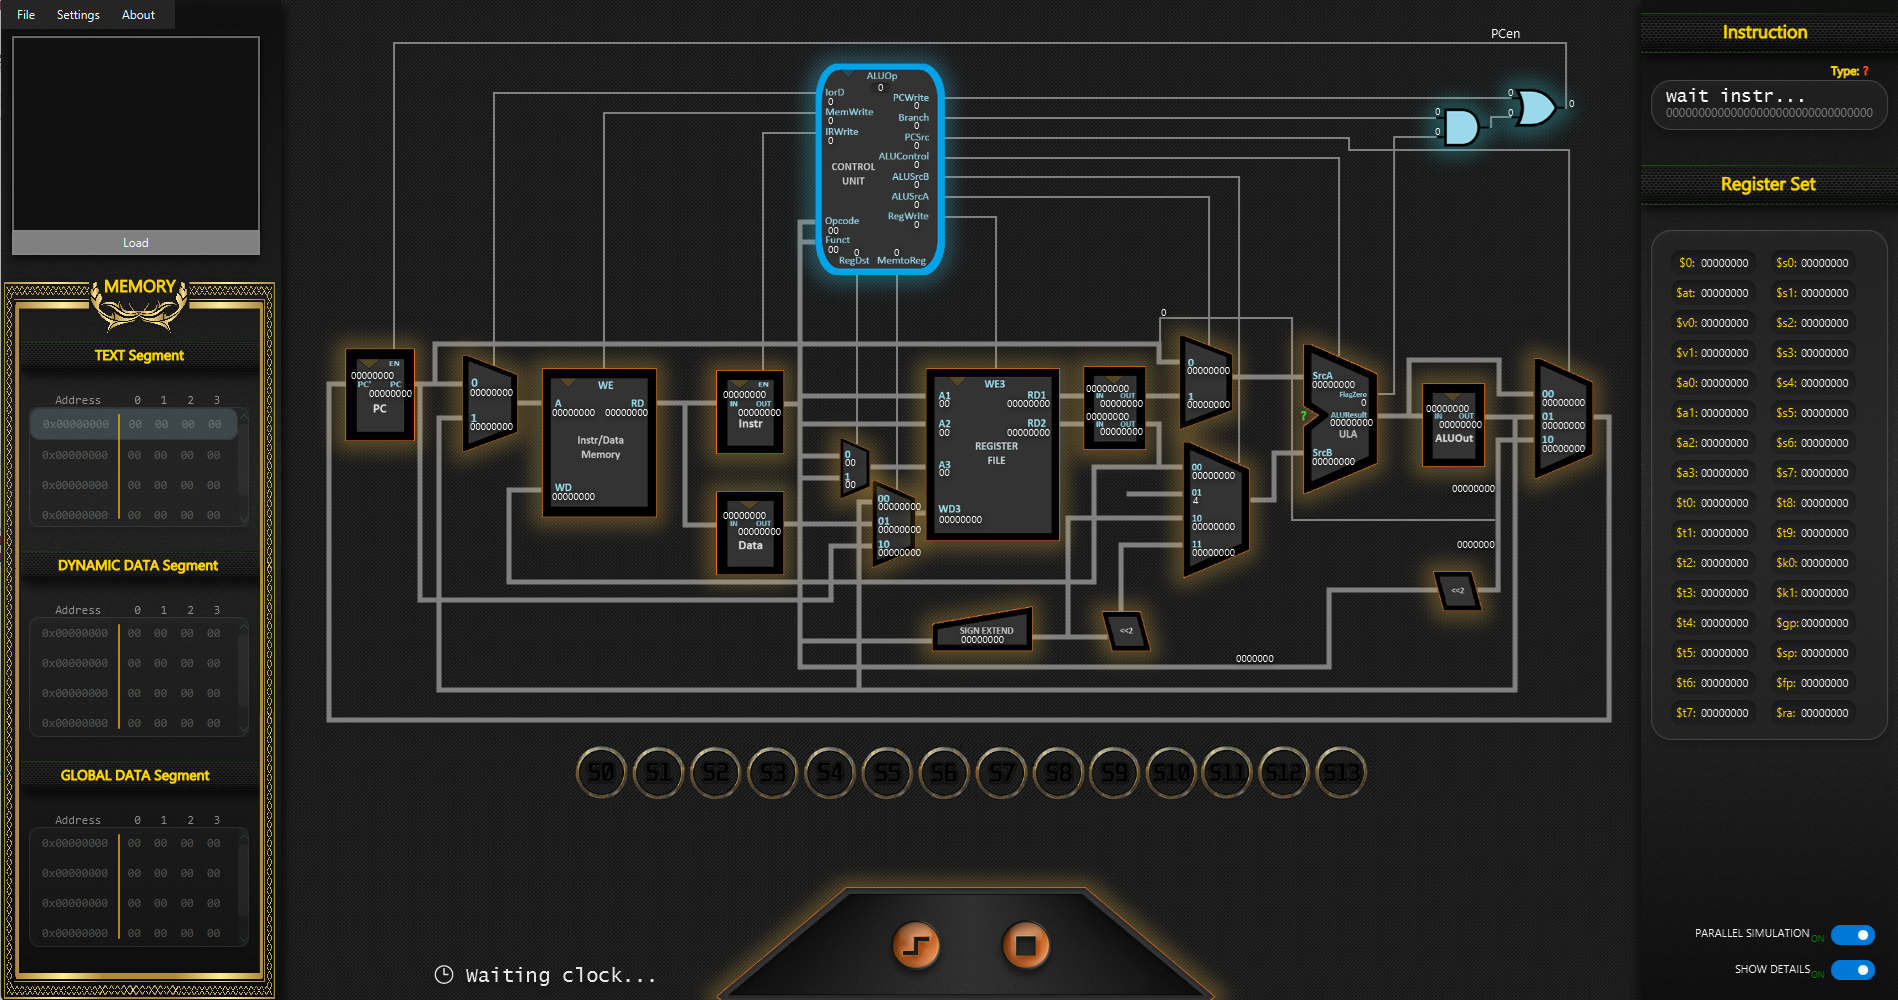 File Settings About
Load
MEMORY
TEXT Segment
Address 0 1 2 3
0x00000000 00 00 00 00
0x00000000 00 00 00 00
0x00000000 00 00 00 00
0x00000000 00 00 00 00
DYNAMIC DATA Segment
Address 0 1 2 3
0x00000000 00 00 00 00
0x00000000 00 00 00 00
0x00000000 00 00 00 00
0x00000000 00 00 00 00
GLOBAL DATA Segment
Address 0 1 2 3
0x00000000 00 00 00 00
0x00000000 00 00 00 00
0x00000000 00 00 00 00
0x00000000 00 00 00 00
PCen
ALUOp
0
IorD
0
MemWrite
0
IRWrite
0
CONTROL
UNIT
Opcode
00
Funct
00
PCWrite
0
Branch
0
PCSrc
0
ALUControl
0
ALUSrcB
0
ALUSrcA
0
RegWrite
0
0 0
RegDst MemtoReg
0
0
0
0
0
0
EN
00000000
PC' PC
00000000
PC
0
00000000
1
00000000
WE
A RD
00000000 00000000
Instr/Data
Memory
WD
00000000
EN
00000000
IN OUT
00000000
Instr
00000000
IN OUT
00000000
Data
0
00
1
00
00
00000000
01
00000000
10
00000000
WE3
A1 RD1
00 00000000
A2 RD2
00 00000000
REGISTER
FILE
A3
00
WD3
00000000
00000000
IN OUT
00000000
00000000
IN OUT
00000000
0
00000000
1
00000000
00
00000000
01
4
10
00000000
11
00000000
SrcA
00000000
FlagZero
0
?
ALUResult
00000000
ULA
SrcB
00000000
00000000
IN OUT
00000000
ALUOut
00
00000000
01
00000000
10
00000000
00000000
00000000
<<2
SIGN EXTEND
00000000
<<2
0000000
S0 S1 S2 S3 S4 S5 S6 S7 S8 S9 S10 S11 S12 S13
Waiting clock...
Instruction
Type: ?
wait instr...
00000000000000000000000000000000
Register Set
$0: 00000000 $s0: 00000000
$at: 00000000 $s1: 00000000
$v0: 00000000 $s2: 00000000
$v1: 00000000 $s3: 00000000
$a0: 00000000 $s4: 00000000
$a1: 00000000 $s5: 00000000
$a2: 00000000 $s6: 00000000
$a3: 00000000 $s7: 00000000
$t0: 00000000 $t8: 00000000
$t1: 00000000 $t9: 00000000
$t2: 00000000 $k0: 00000000
$t3: 00000000 $k1: 00000000
$t4: 00000000 $gp: 00000000
$t5: 00000000 $sp: 00000000
$t6: 00000000 $fp: 00000000
$t7: 00000000 $ra: 00000000
PARALLEL SIMULATION ON
SHOW DETAILS ON